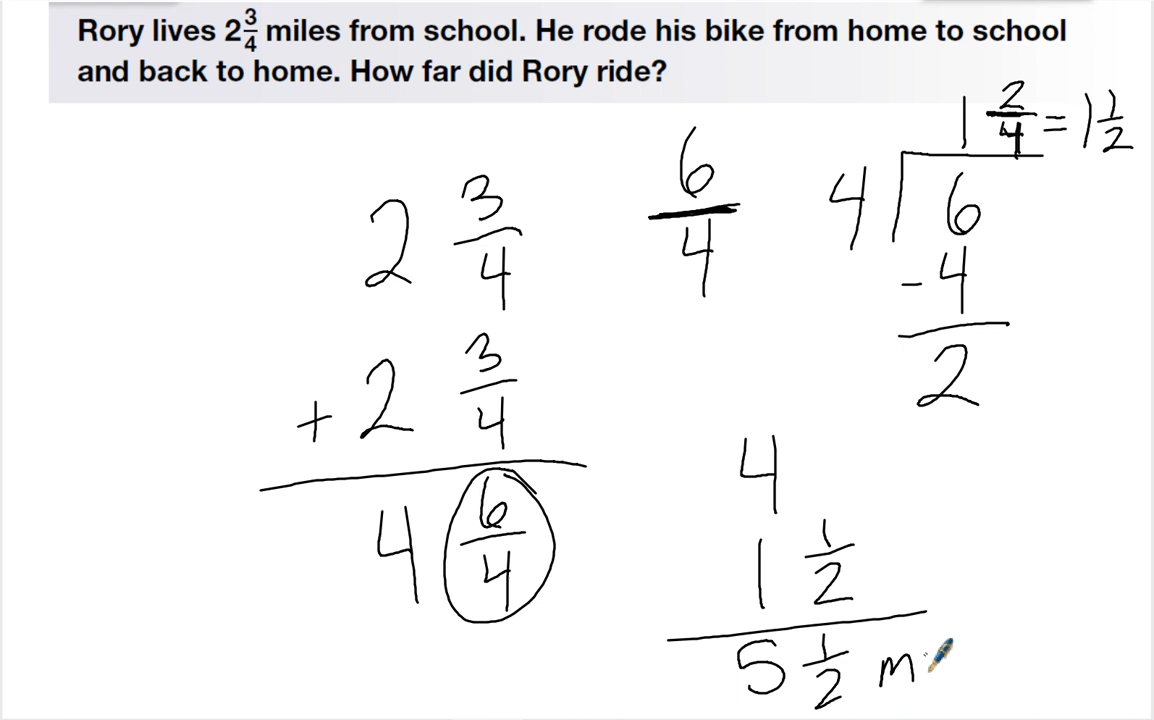 Rory lives 2 3/4 miles from school. He rode his bike from home to school
and back to home. How far did Rory ride?
2 3/4
+ 2 3/4
4 6/4
6/4
1 2/4 = 1 1/2
4 6
- 4
2
4
1 1/2
5 1/2 m